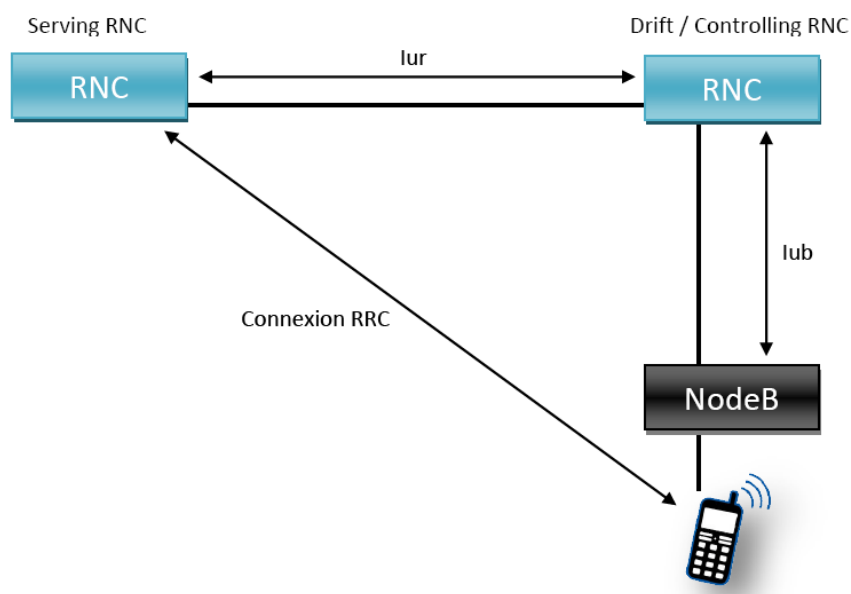 Serving RNC
Drift / Controlling RNC
RNC
Iur
RNC
Iub
Connexion RRC
NodeB